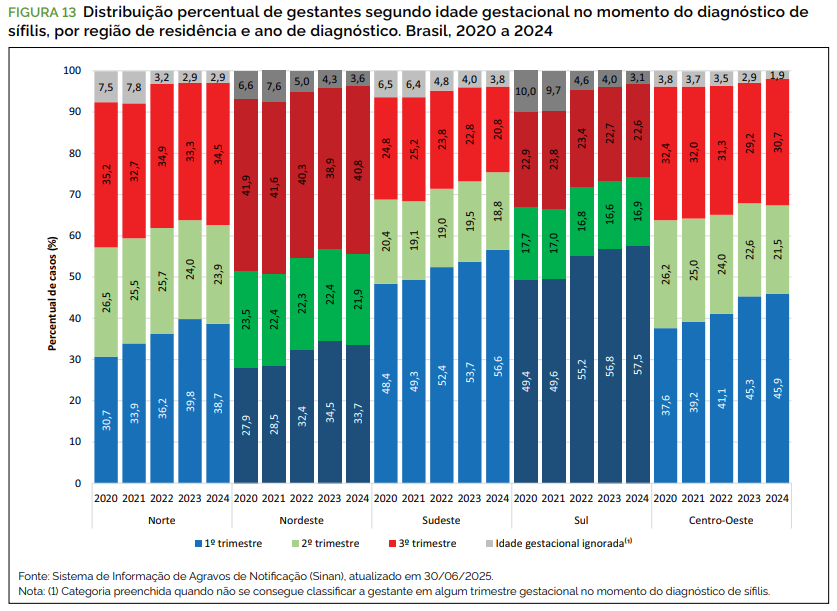 FIGURA 13 Distribuição percentual de gestantes segundo idade gestacional no momento do diagnóstico de
sífilis, por região de residência e ano de diagnóstico. Brasil, 2020 a 2024
Percentual de casos (%)
100
90
80
70
60
50
40
30
20
10
0
7,5 7,8 3,2 2,9 2,9 6,6 7,6 5,0 4,3 3,6 6,5 6,4 4,8 4,0 3,8 10,0 9,7 4,6 4,0 3,1 3,8 3,7 3,5 2,9 1,9
35,2 32,7 34,9 33,3 34,5 41,9 41,6 40,3 38,9 40,8 24,8 25,2 23,8 22,8 20,8 22,9 23,8 23,4 22,7 22,6 32,4 32,0 31,3 29,2 30,7
26,5 25,5 25,7 24,0 23,9 23,5 22,4 22,3 22,4 21,9 20,4 19,1 19,0 19,5 18,8 17,7 17,0 16,8 16,6 16,9 26,2 25,0 24,0 22,6 21,5
30,7 33,9 36,2 39,8 38,7 27,9 28,5 32,4 34,5 33,7 48,4 49,3 52,4 53,7 56,6 49,4 49,6 55,2 56,8 57,5 37,6 39,2 41,1 45,3 45,9
2020 2021 2022 2023 2024 2020 2021 2022 2023 2024 2020 2021 2022 2023 2024 2020 2021 2022 2023 2024 2020 2021 2022 2023 2024
Norte Nordeste Sudeste Sul Centro-Oeste
1º trimestre 2º trimestre 3º trimestre Idade gestacional ignorada⁽¹⁾
Fonte: Sistema de Informação de Agravos de Notificação (Sinan), atualizado em 30/06/2025.
Nota: (1) Categoria preenchida quando não se consegue classificar a gestante em algum trimestre gestacional no momento do diagnóstico de sífilis.